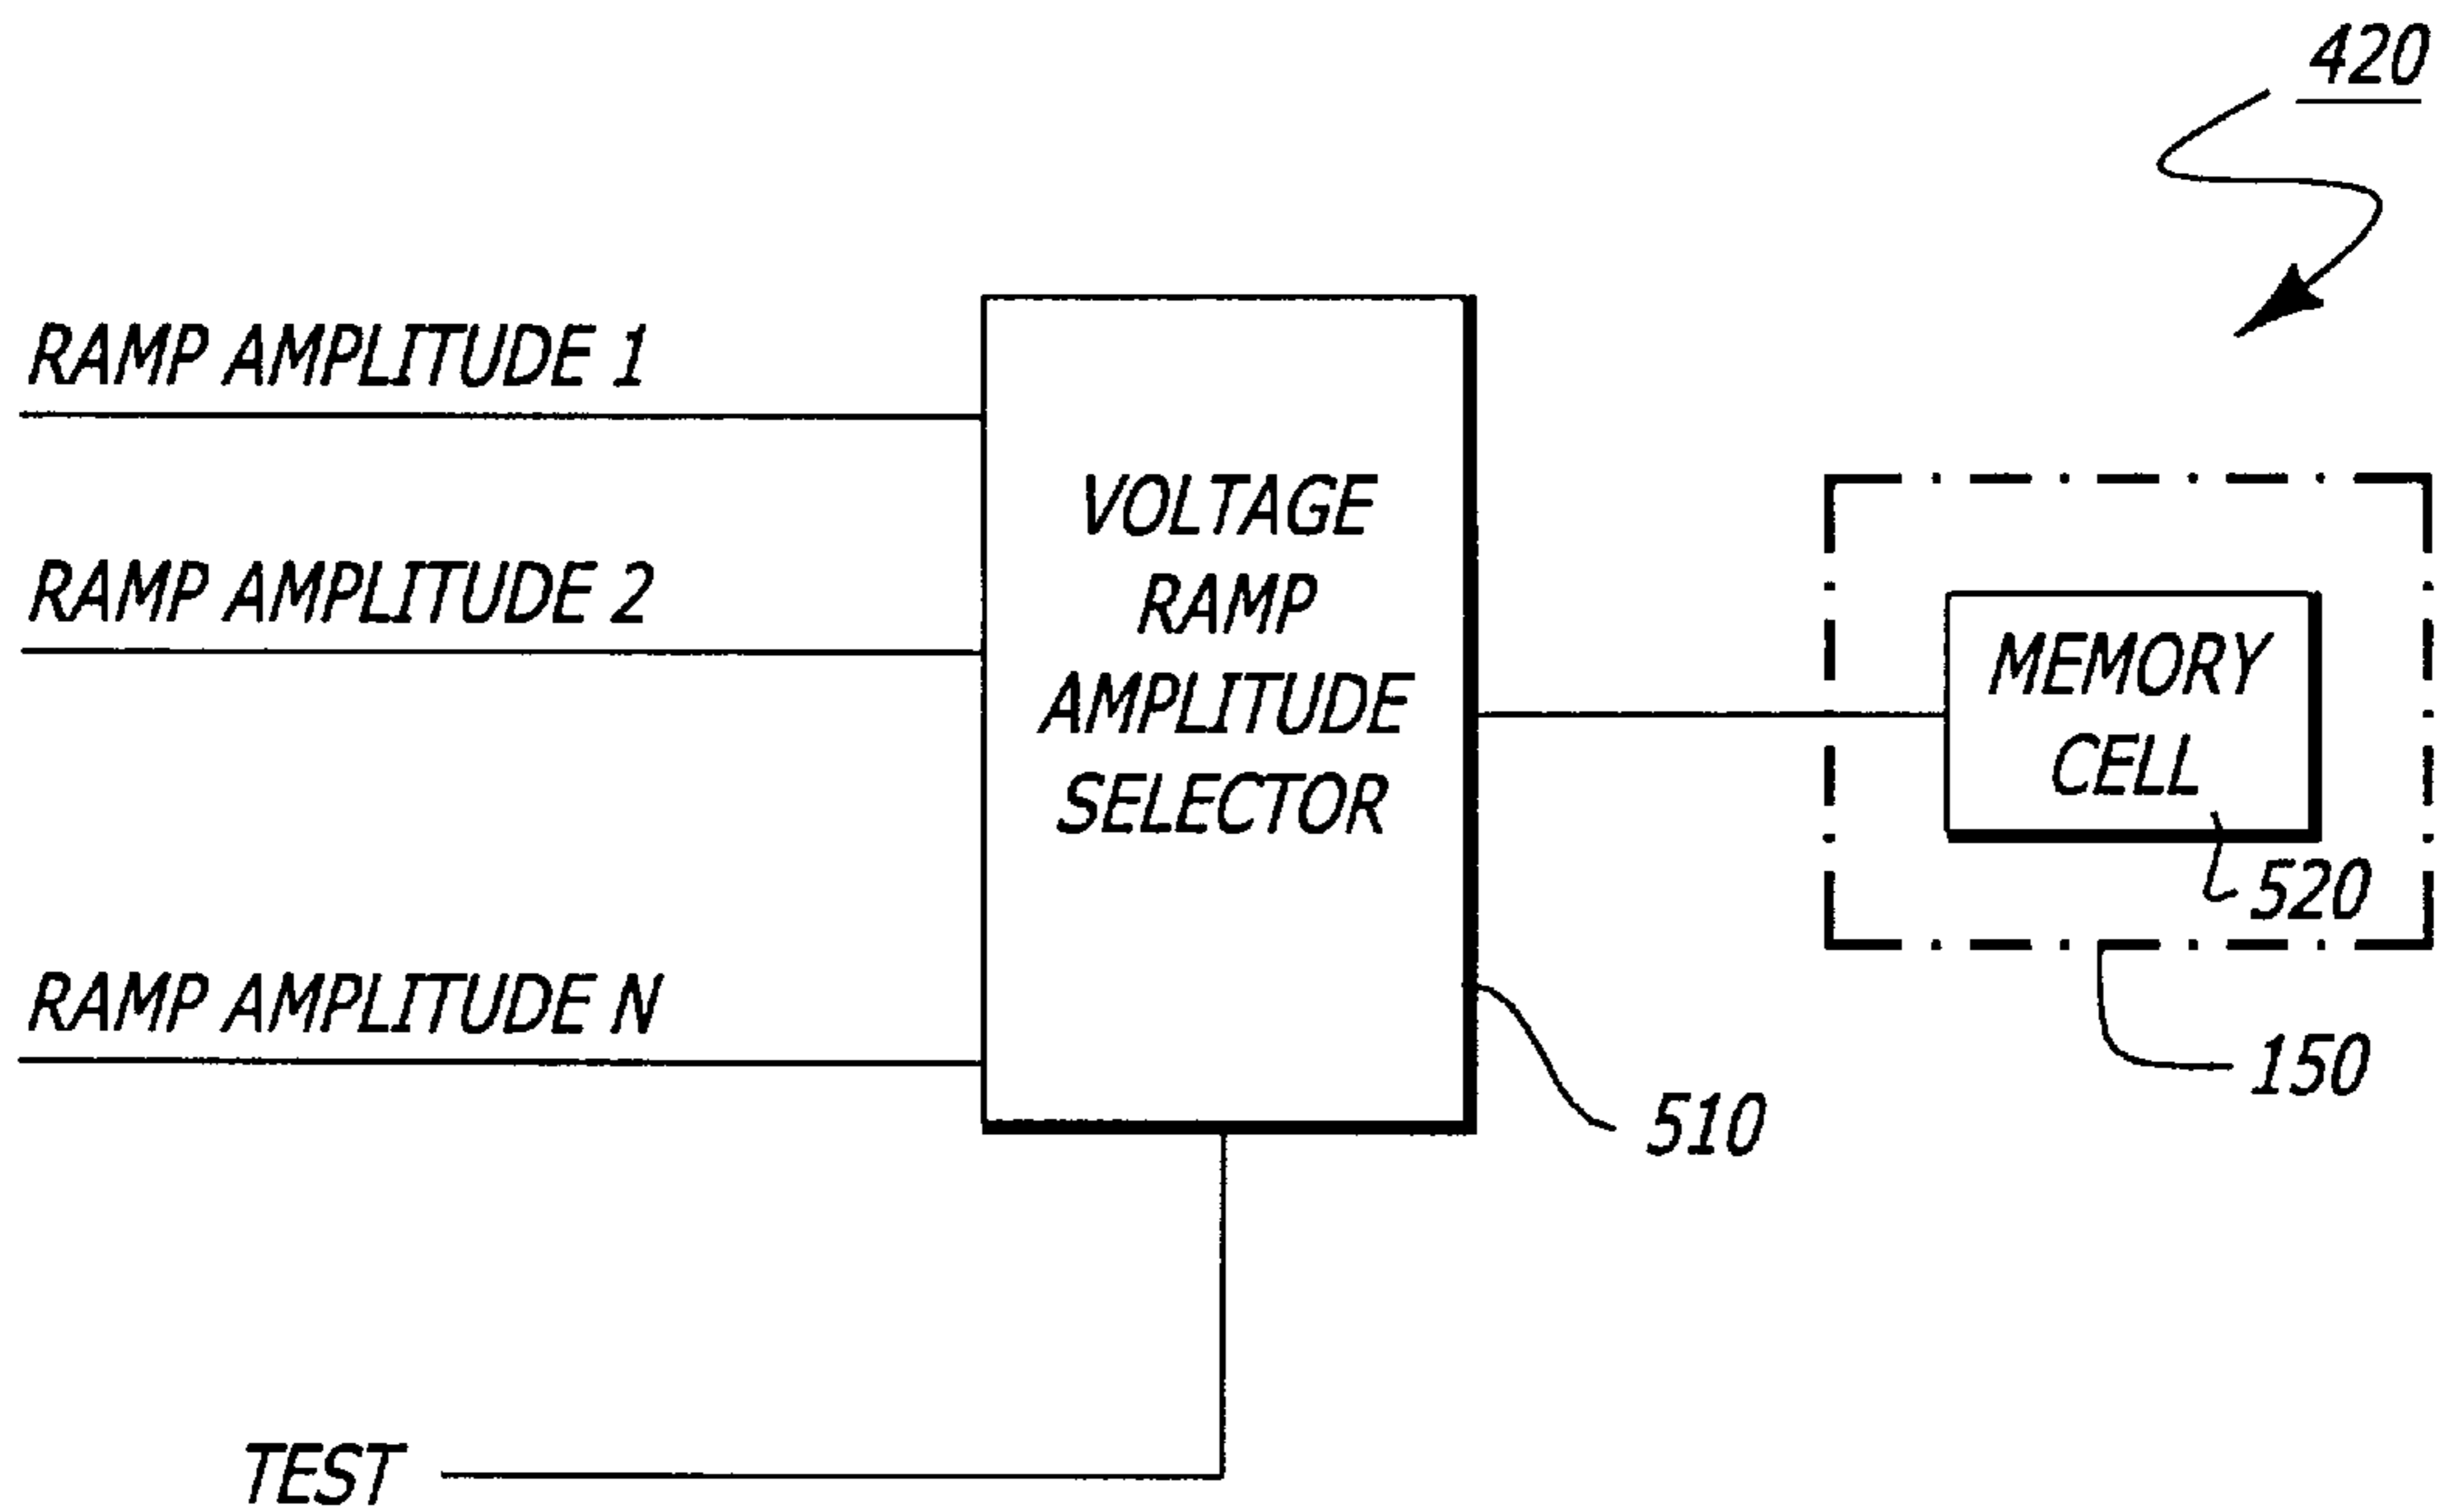 420
RAMP AMPLITUDE 1
RAMP AMPLITUDE 2
RAMP AMPLITUDE N
VOLTAGE
RAMP
AMPLITUDE
SELECTOR
MEMORY
CELL
520
150
510
TEST